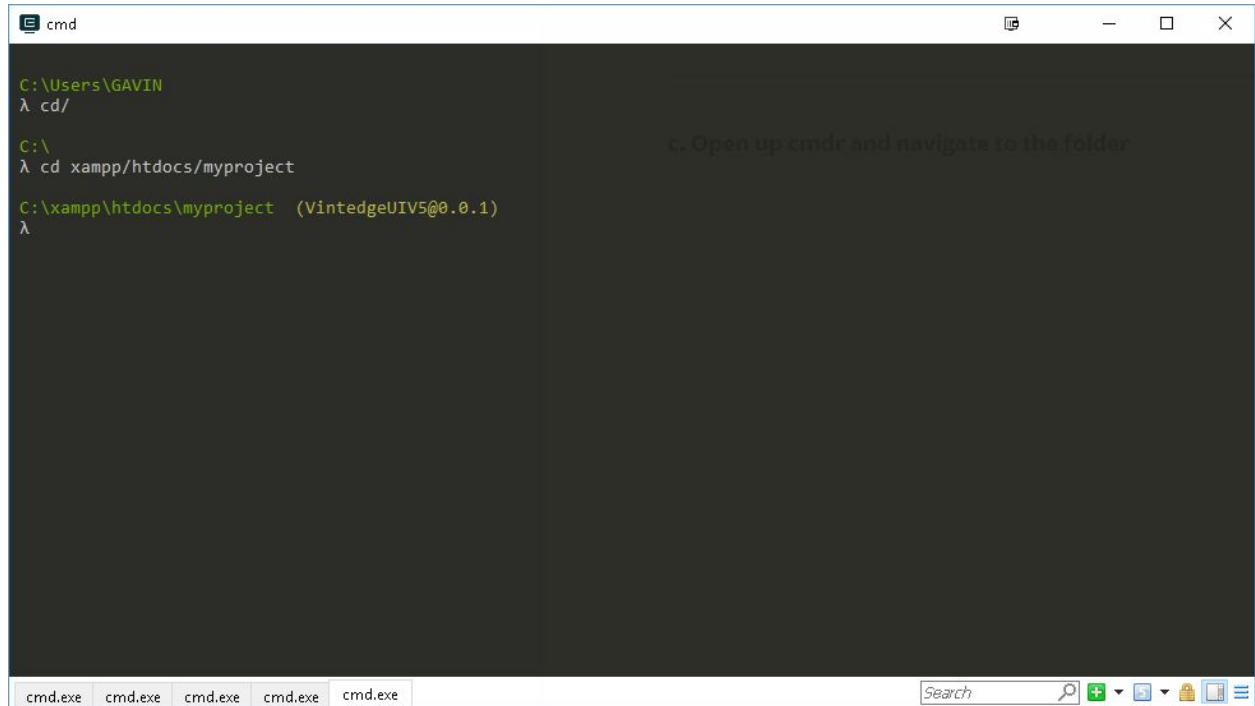 cmd
C:\Users\GAVIN
λ cd/
C:\
λ cd xampp/htdocs/myproject
C:\xampp\htdocs\myproject (VintedgeUIV5@0.0.1)
λ
c. Open up cmdr and navigate to the folder
cmd.exe cmd.exe cmd.exe cmd.exe cmd.exe
Search